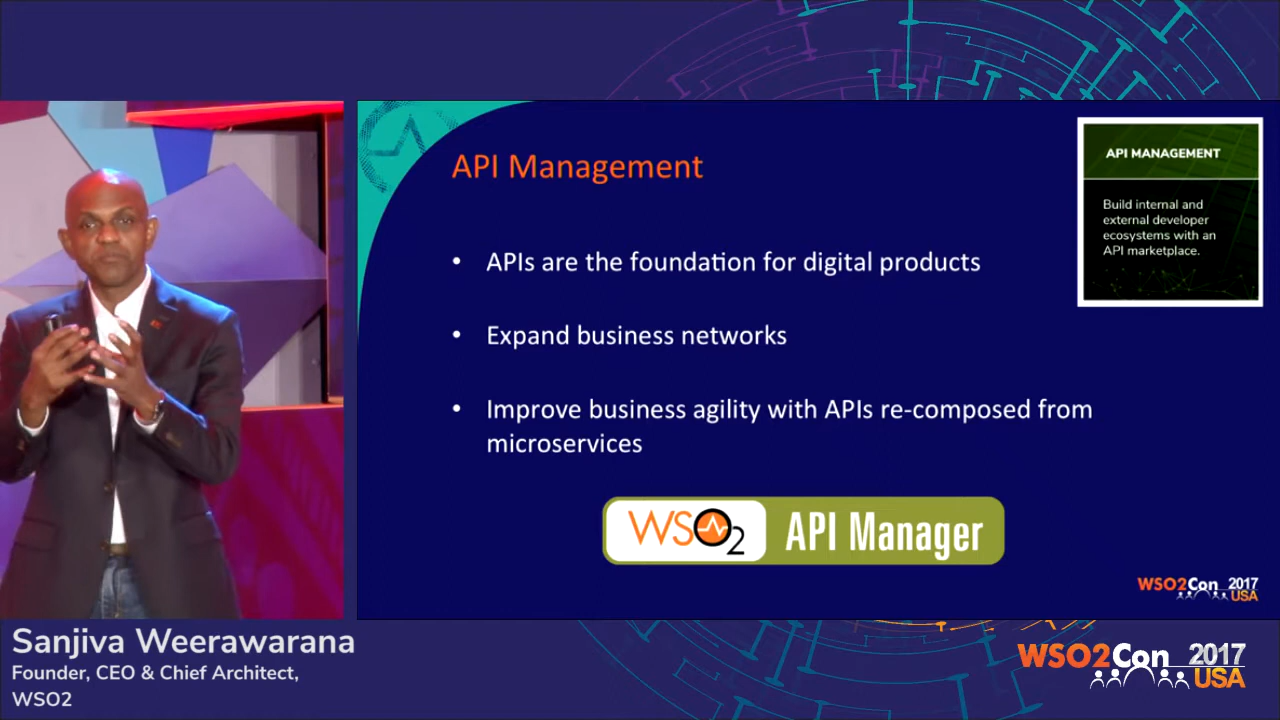 API Management
API MANAGEMENT
Build internal and
external developer
ecosystems with an
API marketplace.
• APIs are the foundation for digital products
• Expand business networks
• Improve business agility with APIs re-composed from
microservices
WSO2 API Manager
WSO2Con 2017
USA
Sanjiva Weerawarana
Founder, CEO & Chief Architect,
WSO2
WSO2Con 2017
USA